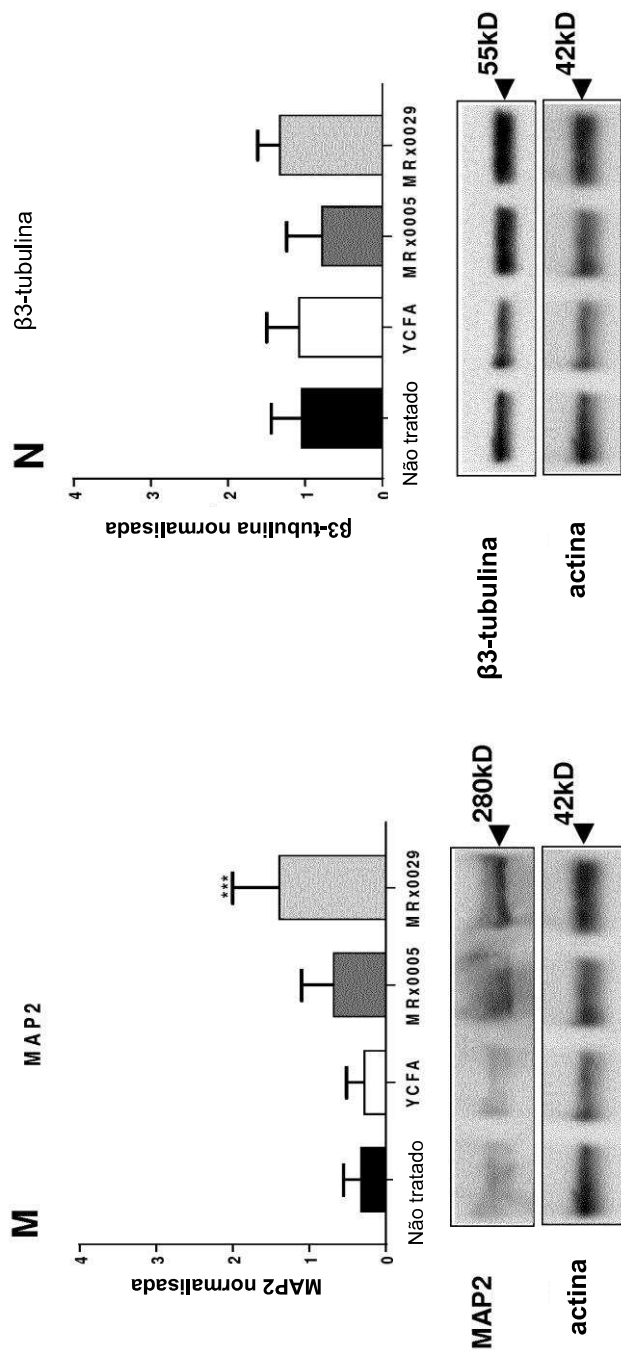 M
MAP2
MAP2 normalisada
4
3
2
1
0
***
Não tratado
YCFA
MRx0005
MRx0029
MAP2
280kD
actina
42kD
N
β3-tubulina
β3-tubulina normalisada
4
3
2
1
0
Não tratado
YCFA
MRx0005
MRx0029
β3-tubulina
55kD
actina
42kD